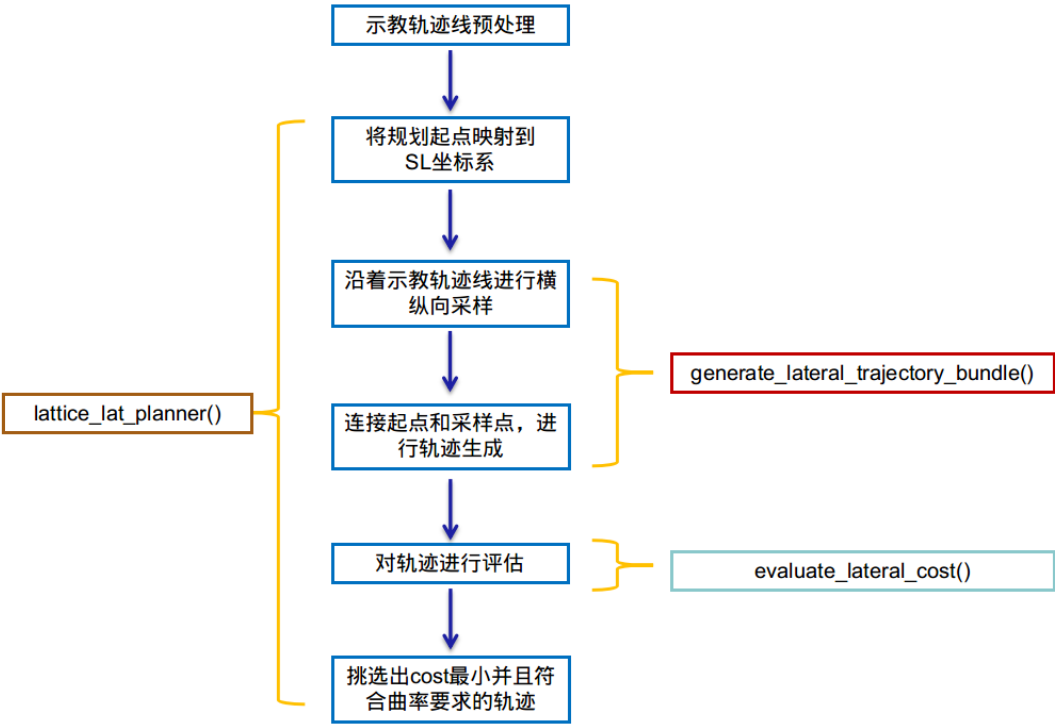 示教轨迹线预处理
将规划起点映射到
SL坐标系
沿着示教轨迹线进行横
纵向采样
generate_lateral_trajectory_bundle()
lattice_lat_planner()
连接起点和采样点，进
行轨迹生成
对轨迹进行评估
evaluate_lateral_cost()
挑选出cost最小并且符
合曲率要求的轨迹